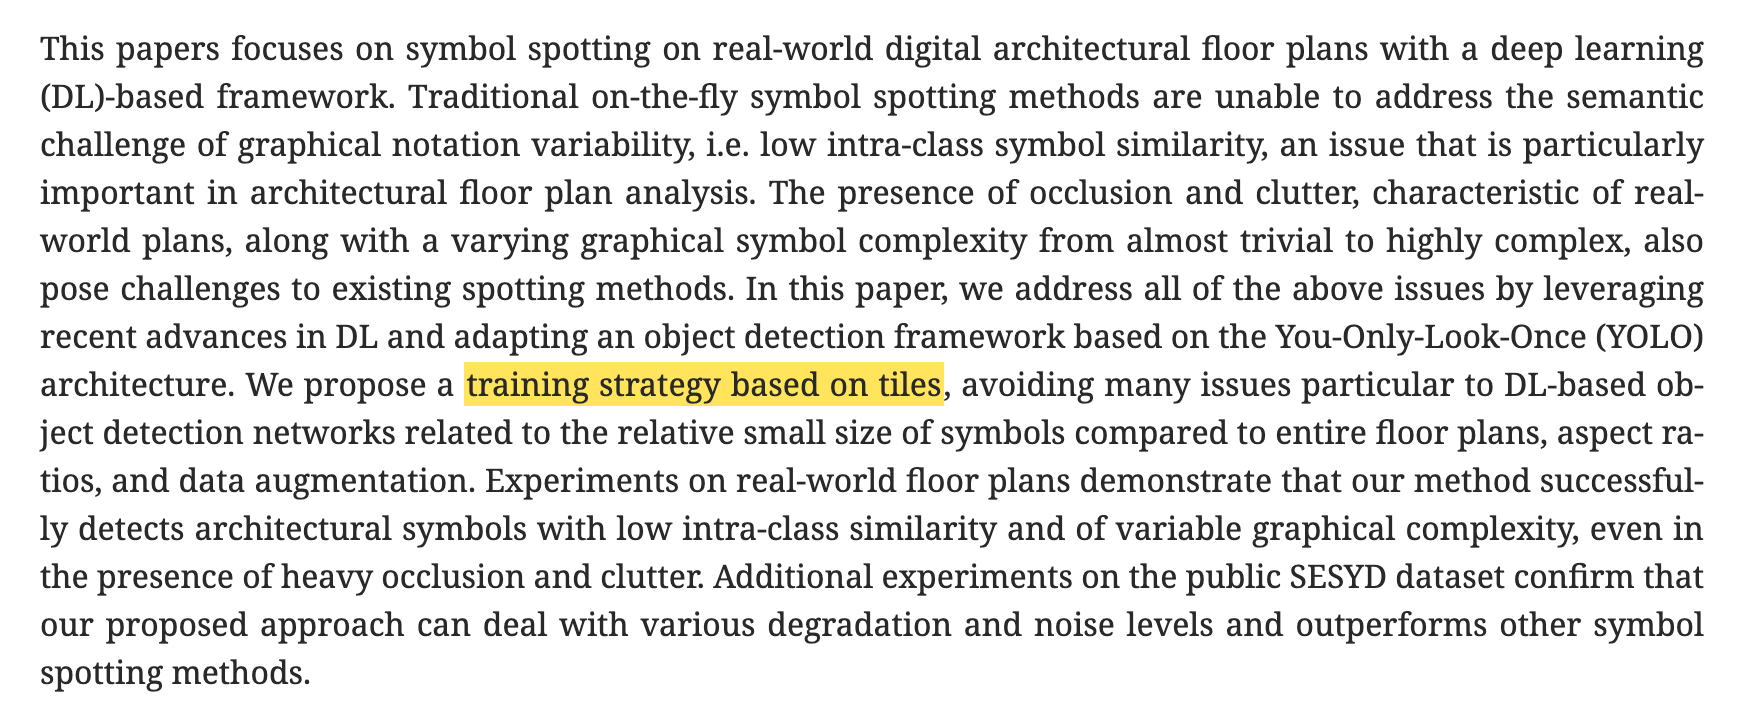 This papers focuses on symbol spotting on real-world digital architectural floor plans with a deep learning
(DL)-based framework. Traditional on-the-fly symbol spotting methods are unable to address the semantic
challenge of graphical notation variability, i.e. low intra-class symbol similarity, an issue that is particularly
important in architectural floor plan analysis. The presence of occlusion and clutter, characteristic of real-
world plans, along with a varying graphical symbol complexity from almost trivial to highly complex, also
pose challenges to existing spotting methods. In this paper, we address all of the above issues by leveraging
recent advances in DL and adapting an object detection framework based on the You-Only-Look-Once (YOLO)
architecture. We propose a training strategy based on tiles, avoiding many issues particular to DL-based ob-
ject detection networks related to the relative small size of symbols compared to entire floor plans, aspect ra-
tios, and data augmentation. Experiments on real-world floor plans demonstrate that our method successful-
ly detects architectural symbols with low intra-class similarity and of variable graphical complexity, even in
the presence of heavy occlusion and clutter. Additional experiments on the public SESYD dataset confirm that
our proposed approach can deal with various degradation and noise levels and outperforms other symbol
spotting methods.